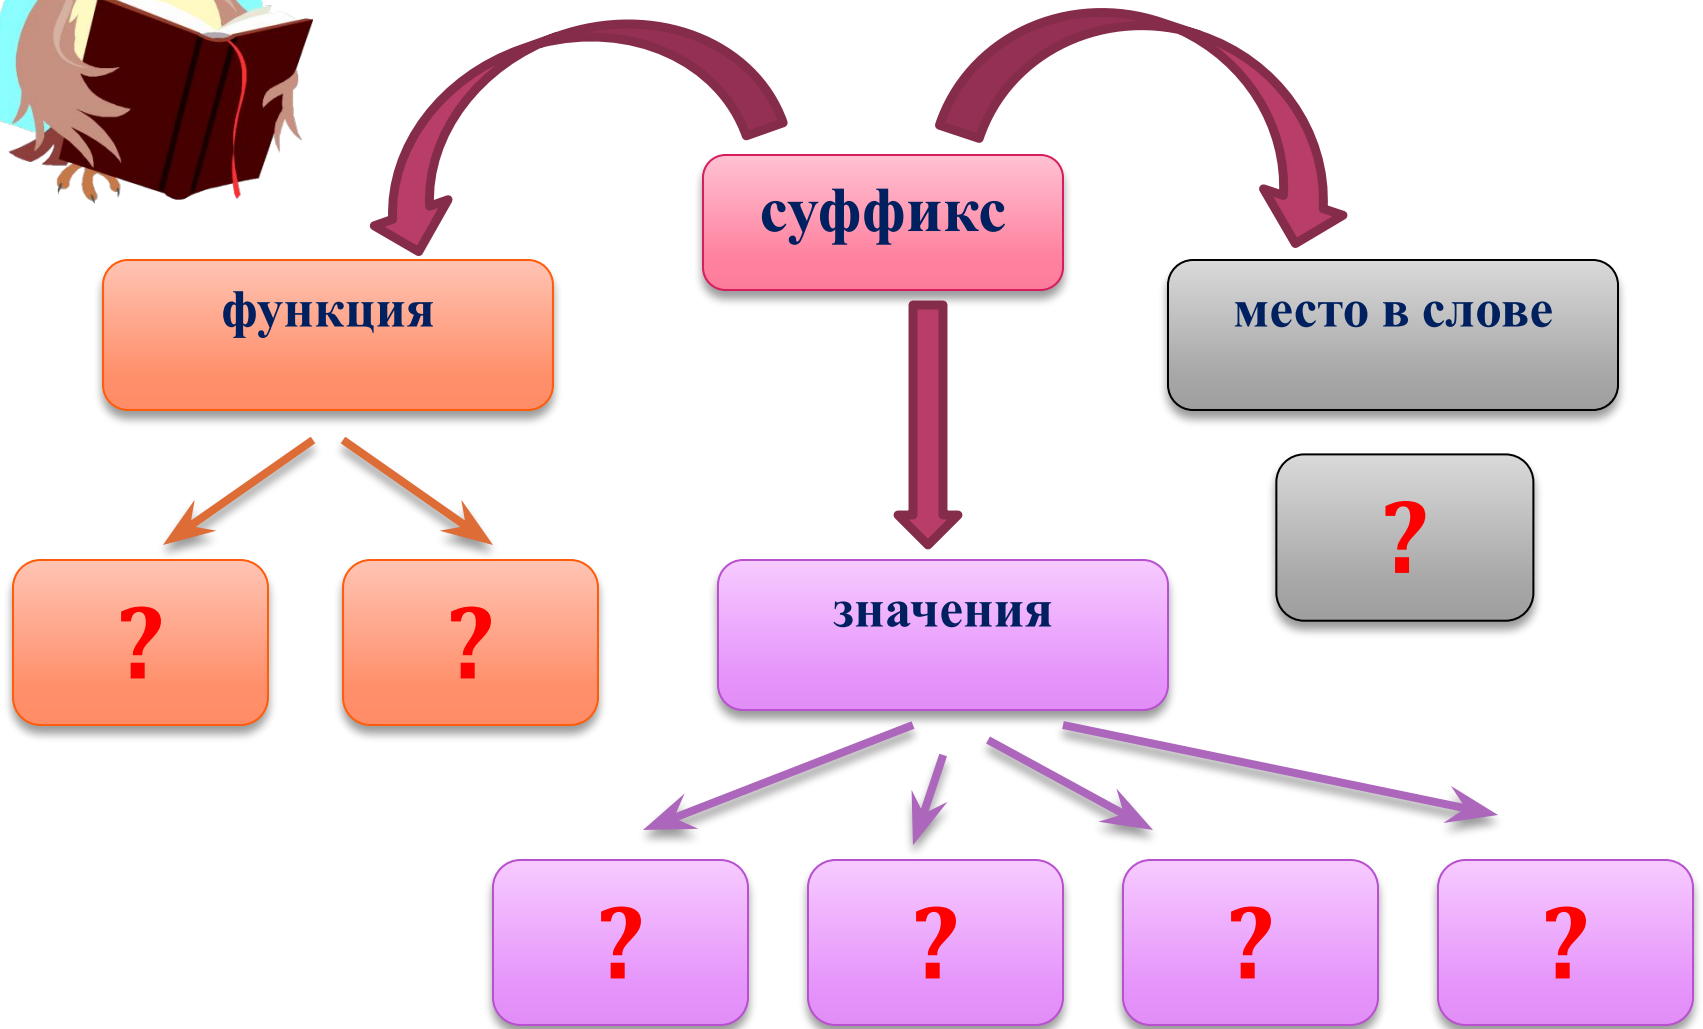 суффикс
функция
место в слове
?
?
?
значения
?
?
?
?